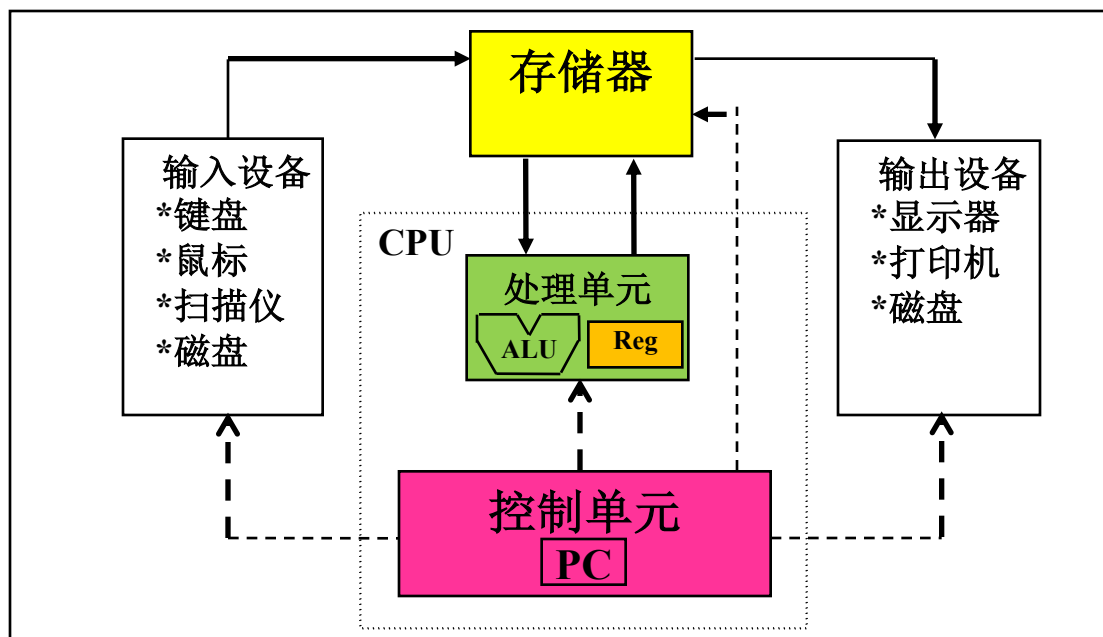 存储器
输入设备
*键盘
*鼠标
*扫描仪
*磁盘
输出设备
*显示器
*打印机
*磁盘
CPU
处理单元
ALU
Reg
控制单元
PC